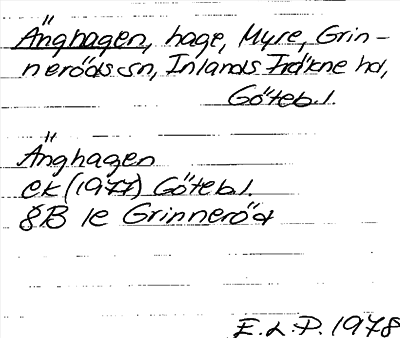 Änghagen, hage, Myre, Grin-
neröds sn, Inlands Fräkne hd,
Göteb.l.
Änghagen
ek (1977) Göteb.l.
8B 1e Grinneröd
E.L.P. 1978